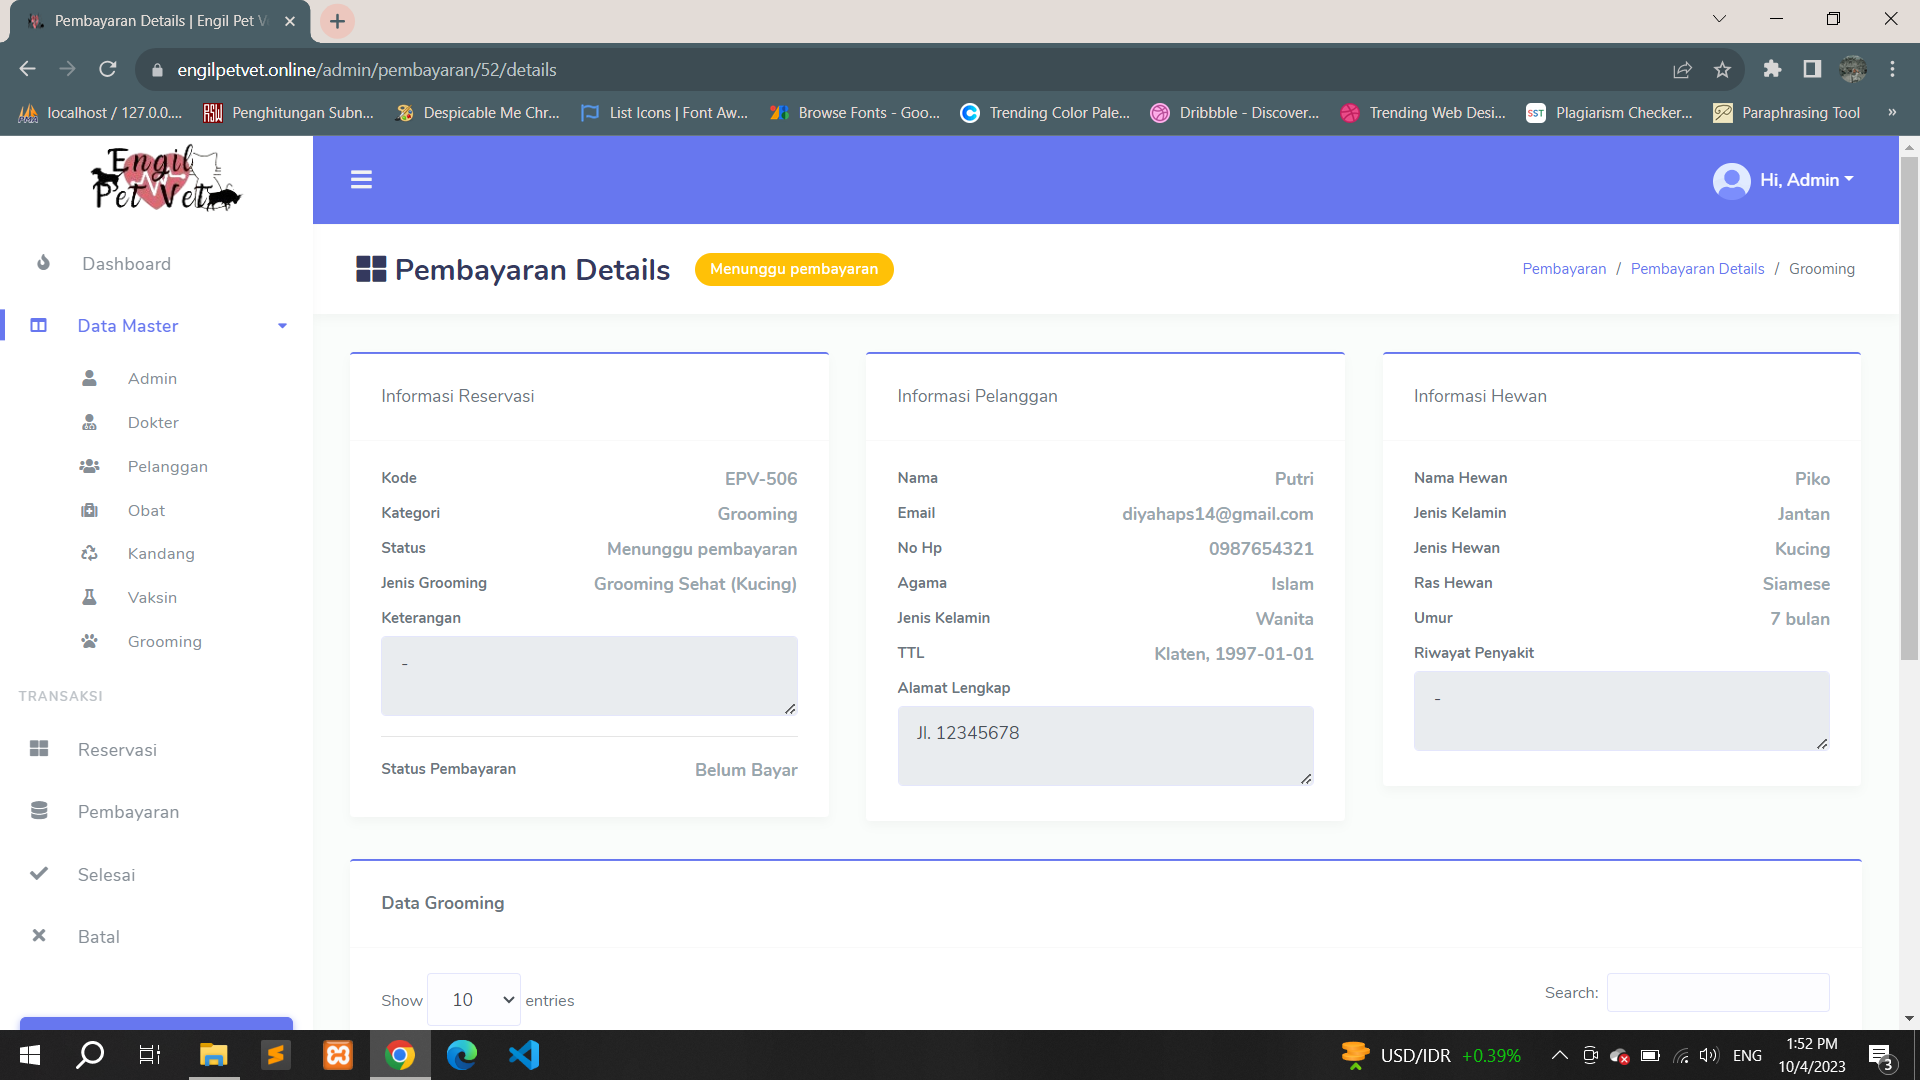 Pembayaran Details | Engil Pet V
engilpetvet.online/admin/pembayaran/52/details
localhost / 127.0.0....
Penghitungan Subn...
Despicable Me Chr...
List Icons | Font Aw...
Browse Fonts - Goo...
Trending Color Pale...
Dribbble - Discover...
Trending Web Desi...
SST
Plagiarism Checker...
Paraphrasing Tool
»
RSW
Engil
Pet Vet
Hi, Admin
Dashboard
Data Master
Admin
Dokter
Pelanggan
Obat
Kandang
Vaksin
Grooming
TRANSAKSI
Reservasi
Pembayaran
Selesai
Batal
Pembayaran Details
Menunggu pembayaran
Pembayaran / Pembayaran Details / Grooming
Informasi Reservasi
Kode EPV-506
Kategori Grooming
Status Menunggu pembayaran
Jenis Grooming Grooming Sehat (Kucing)
Keterangan
-
Status Pembayaran Belum Bayar
Informasi Pelanggan
Nama Putri
Email diyahaps14@gmail.com
No Hp 0987654321
Agama Islam
Jenis Kelamin Wanita
TTL Klaten, 1997-01-01
Alamat Lengkap
Jl. 12345678
Informasi Hewan
Nama Hewan Piko
Jenis Kelamin Jantan
Jenis Hewan Kucing
Ras Hewan Siamese
Umur 7 bulan
Riwayat Penyakit
-
Data Grooming
Show 10 entries
Search:
USD/IDR +0.39%
ENG
1:52 PM
10/4/2023
3